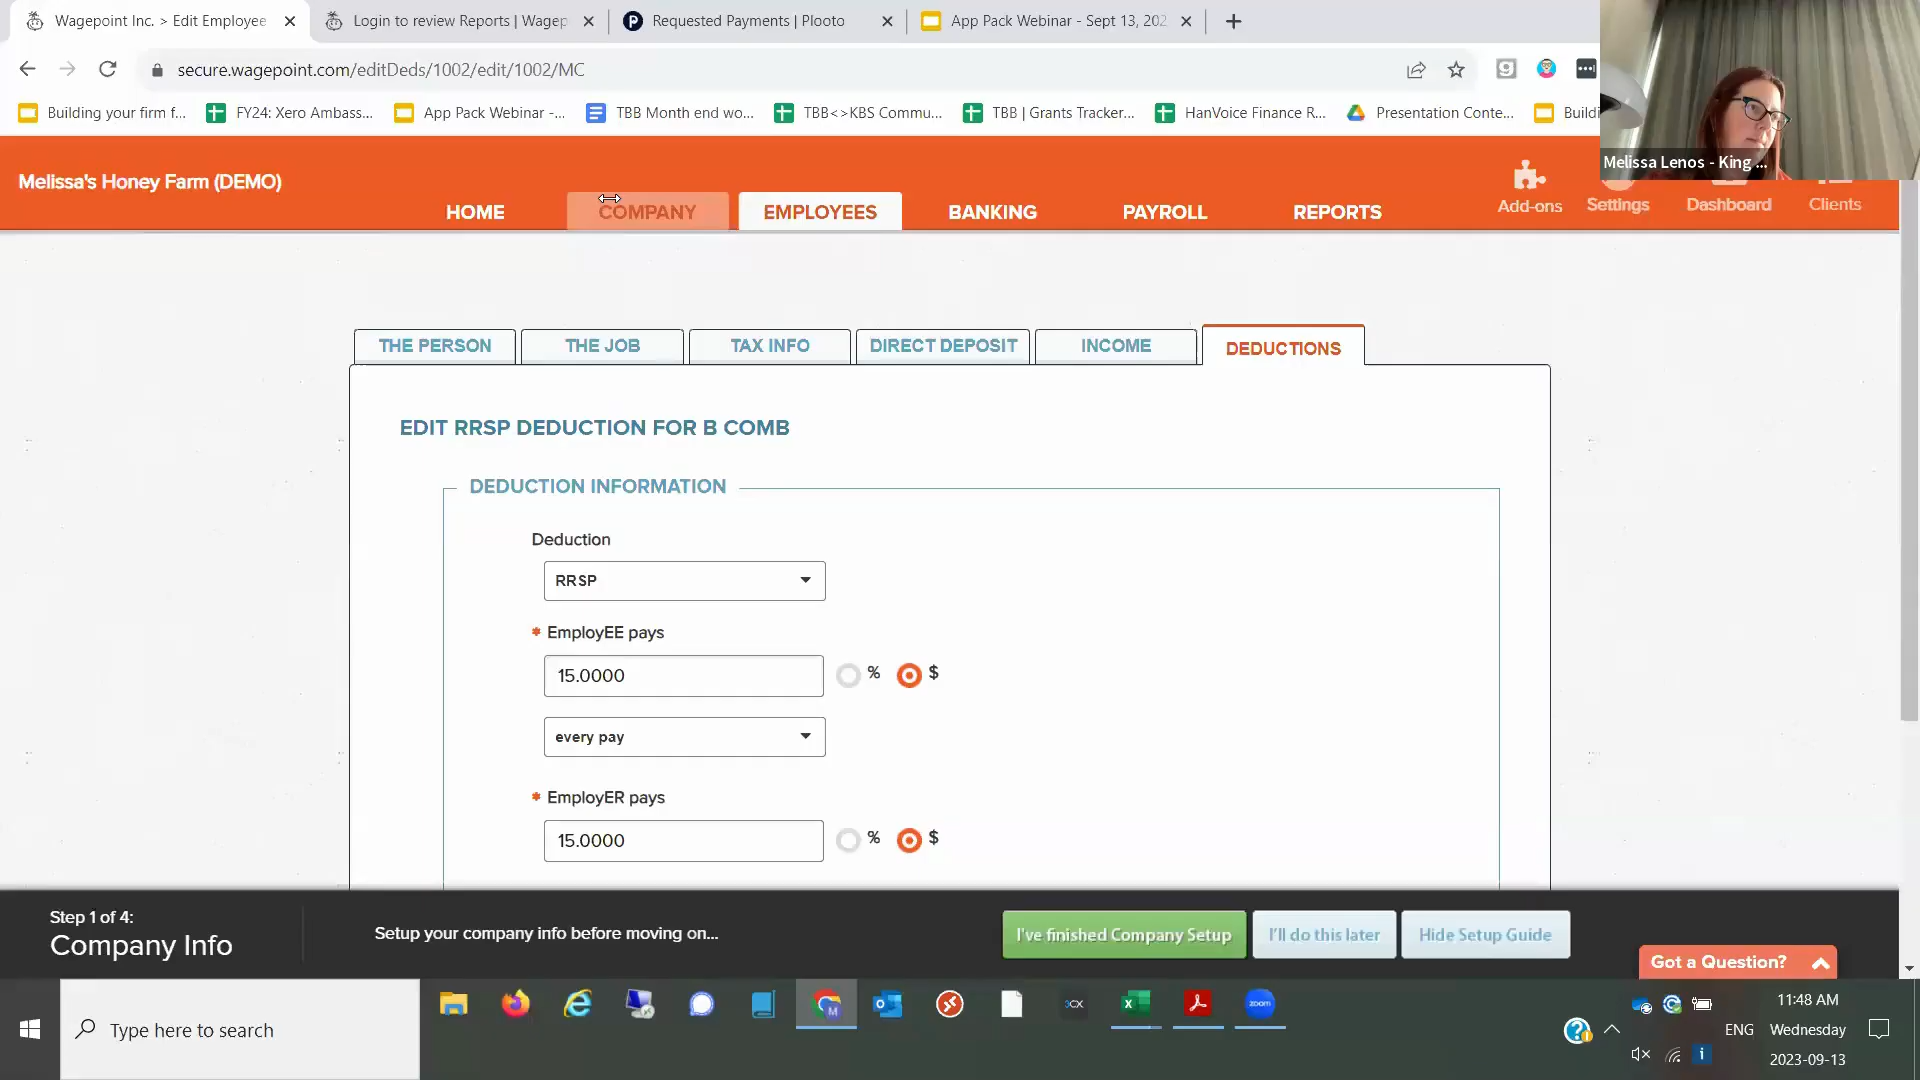 Wagepoint Inc. > Edit Employee
Login to review Reports | Wagep
Requested Payments | Plooto
App Pack Webinar - Sept 13, 202
secure.wagepoint.com/editDeds/1002/edit/1002/MC
Building your firm f...
FY24: Xero Ambass...
App Pack Webinar -...
TBB Month end wo...
TBB<>KBS Commu...
TBB | Grants Tracker...
HanVoice Finance R...
Presentation Conte...
Buildi
Melissa Lenos - King ...
Melissa's Honey Farm (DEMO)
HOME
COMPANY
EMPLOYEES
BANKING
PAYROLL
REPORTS
Add-ons
Settings
Dashboard
Clients
THE PERSON
THE JOB
TAX INFO
DIRECT DEPOSIT
INCOME
DEDUCTIONS
EDIT RRSP DEDUCTION FOR B COMB
DEDUCTION INFORMATION
Deduction
RRSP
* EmployEE pays
15.0000
%
$
every pay
* EmployER pays
15.0000
%
$
Step 1 of 4:
Company Info
Setup your company info before moving on...
I've finished Company Setup
I'll do this later
Hide Setup Guide
Got a Question?
Type here to search
3CX
zoom
11:48 AM
ENG
Wednesday
2023-09-13